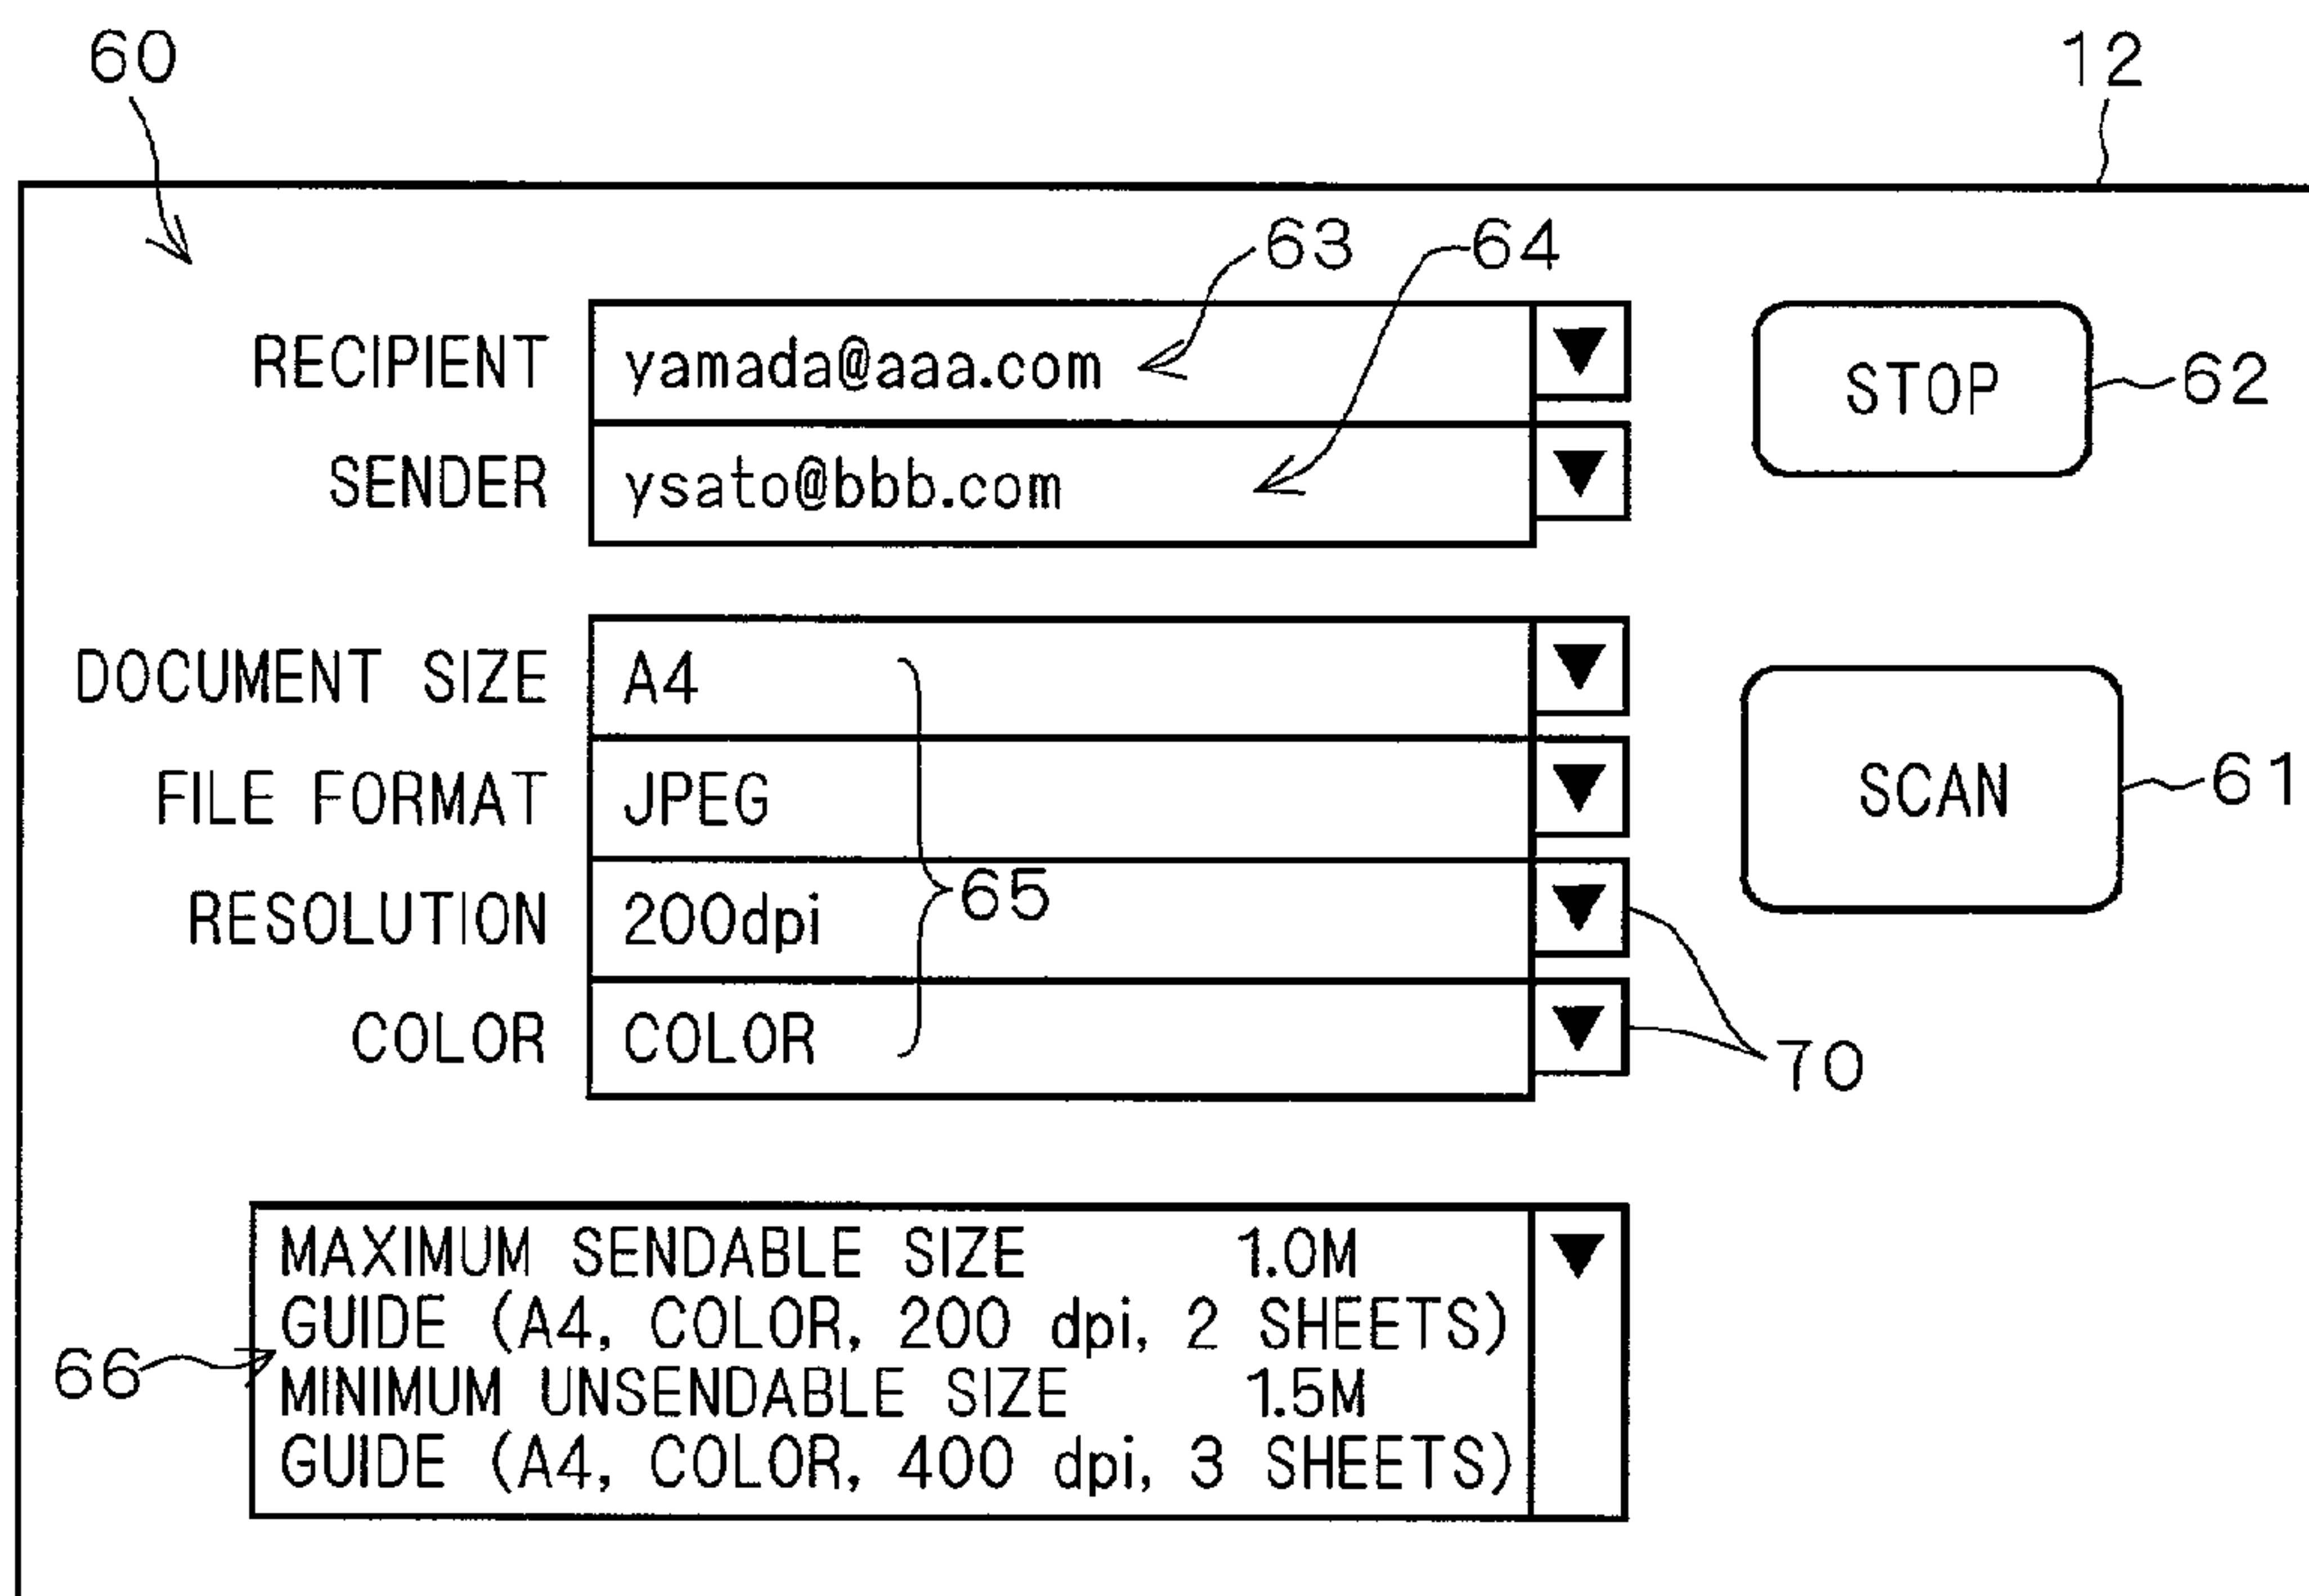 60
12
63
64
RECIPIENT yamada@aaa.com
STOP
62
SENDER ysato@bbb.com
DOCUMENT SIZE A4
FILE FORMAT JPEG
SCAN
61
RESOLUTION 200dpi
65
COLOR COLOR
70
MAXIMUM SENDABLE SIZE 1.0M
GUIDE (A4, COLOR, 200 dpi, 2 SHEETS)
66
MINIMUM UNSENDABLE SIZE 1.5M
GUIDE (A4, COLOR, 400 dpi, 3 SHEETS)